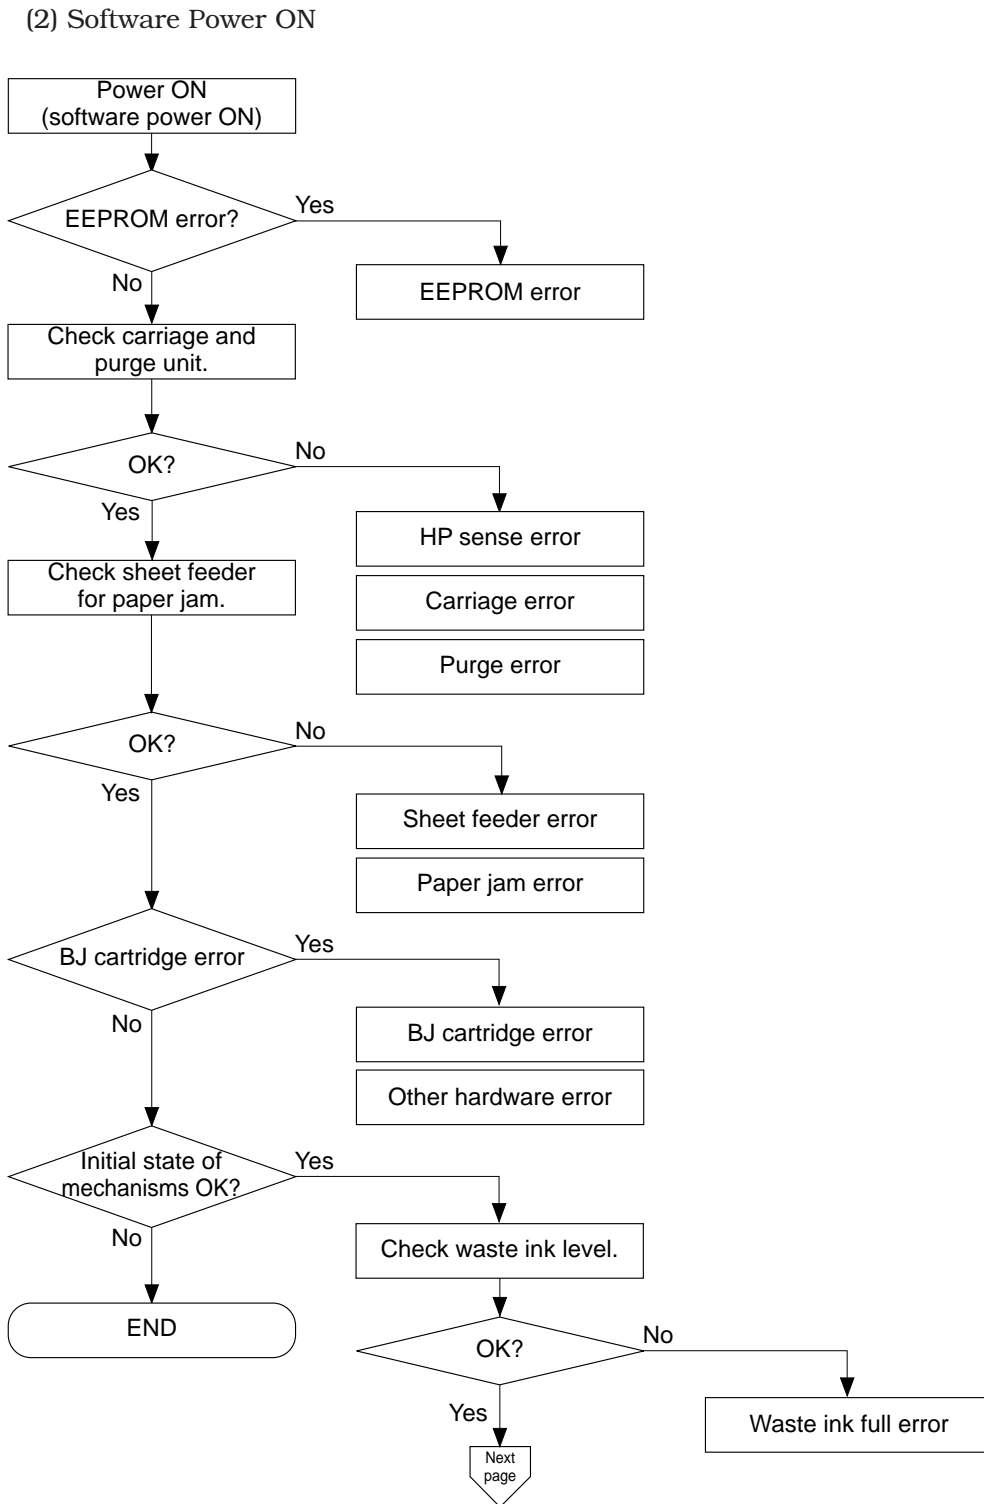 (2) Software Power ON
Power ON
(software power ON)
EEPROM error?
Yes
No
EEPROM error
Check carriage and
purge unit.
OK?
No
Yes
HP sense error
Check sheet feeder
for paper jam.
Carriage error
Purge error
OK?
No
Yes
Sheet feeder error
Paper jam error
BJ cartridge error
Yes
No
BJ cartridge error
Other hardware error
Initial state of
mechanisms OK?
Yes
No
Check waste ink level.
END
OK?
No
Yes
Waste ink full error
Next
page